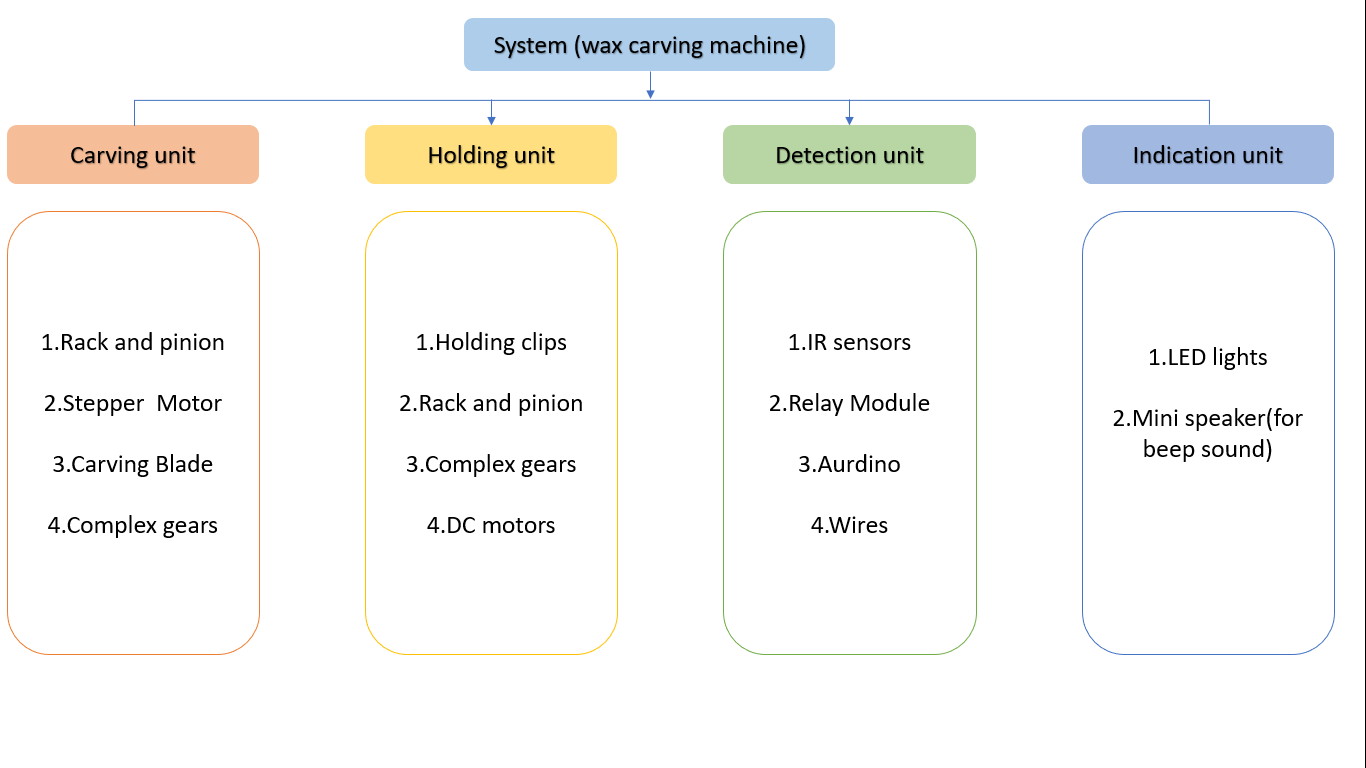 System (wax carving machine)
Carving unit
Holding unit
Detection unit
Indication unit
1.Rack and pinion
2.Stepper  Motor
3.Carving Blade
4.Complex gears
1.Holding clips
2.Rack and pinion
3.Complex gears
4.DC motors
1.IR sensors
2.Relay Module
3.Aurdino
4.Wires
1.LED lights
2.Mini speaker(for
beep sound)